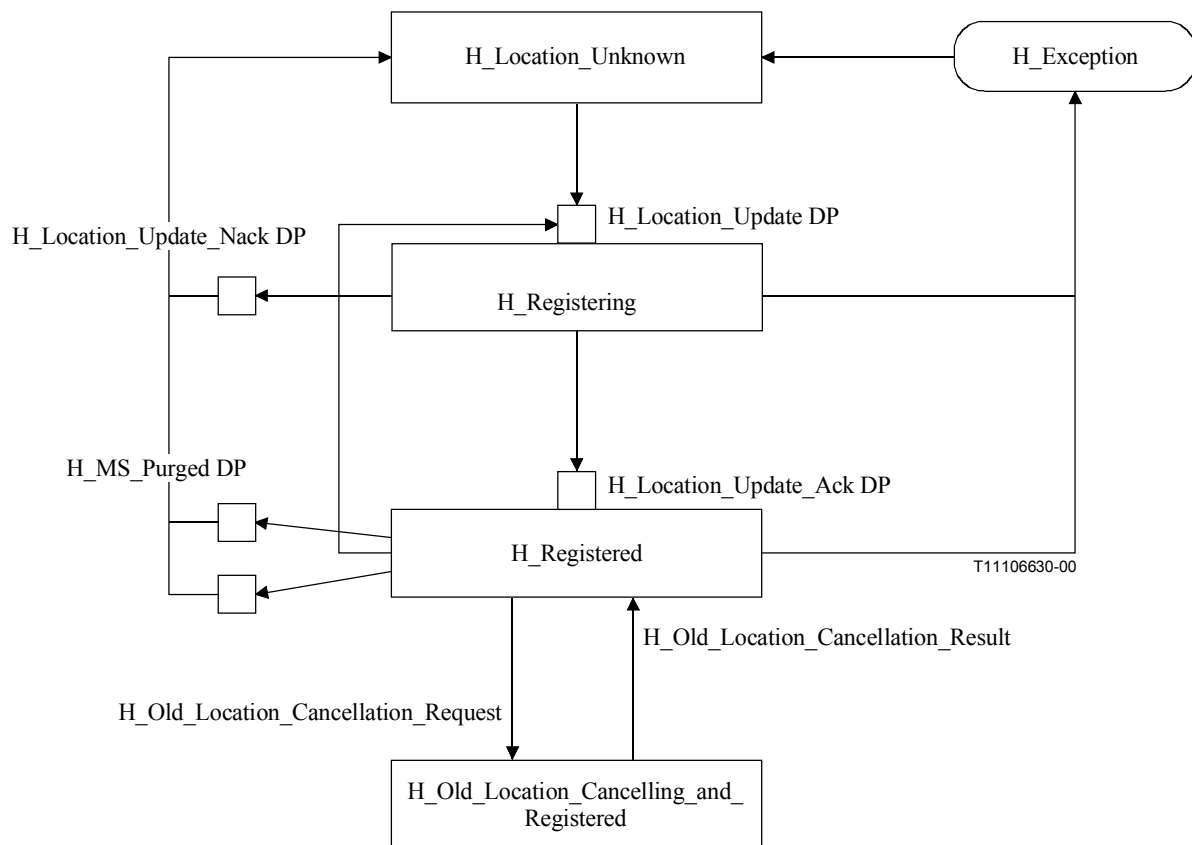 H_Location_Unknown
H_Exception
H_Location_Update DP
H_Location_Update_Nack DP
H_Registering
H_MS_Purged DP
H_Location_Update_Ack DP
H_Registered
T11106630-00
H_Old_Location_Cancellation_Result
H_Old_Location_Cancellation_Request
H_Old_Location_Cancelling_and_
Registered